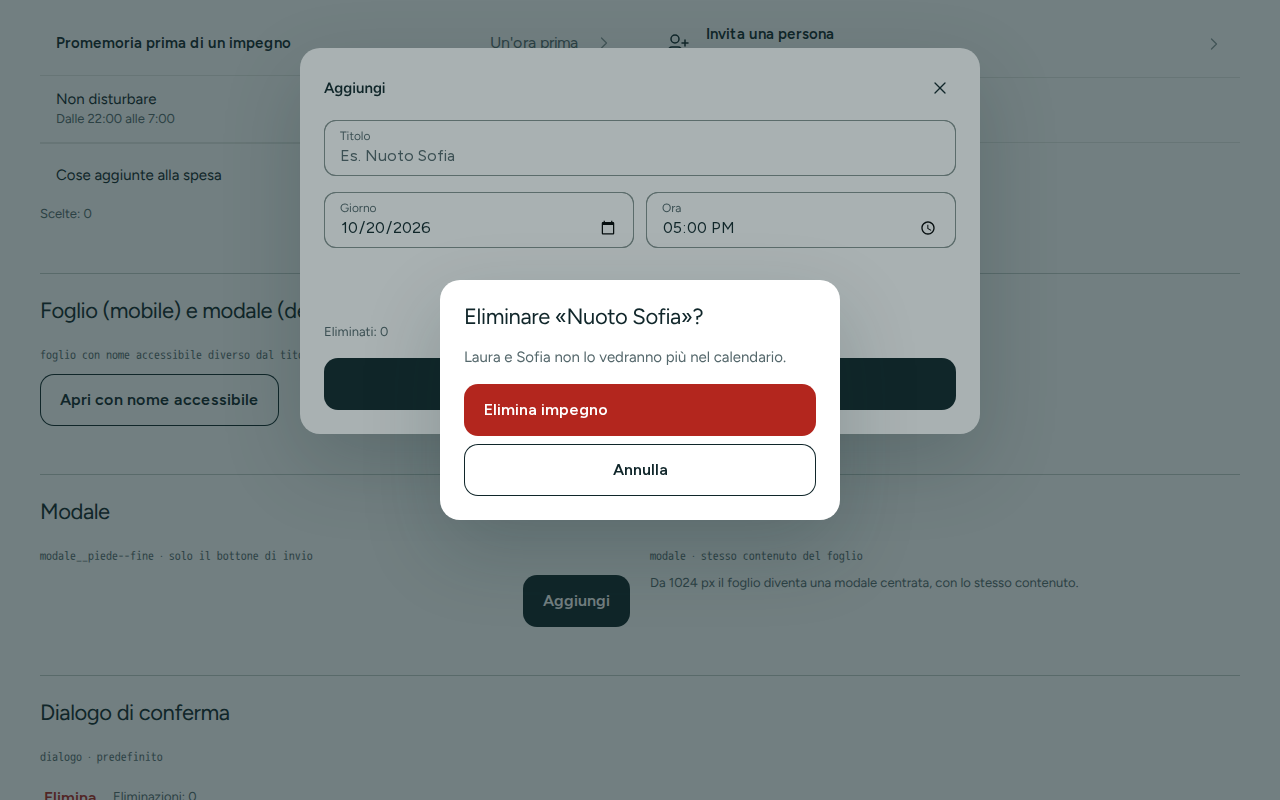 Promemoria prima di un impegno
Un'ora prima
Invita una persona
Non disturbare
Dalle 22:00 alle 7:00
Cose aggiunte alla spesa
Scelte: 0
Aggiungi
Titolo
Es. Nuoto Sofia
Giorno
10/20/2026
Ora
05:00 PM
Eliminati: 0
Eliminare «Nuoto Sofia»?
Laura e Sofia non lo vedranno più nel calendario.
Elimina impegno
Annulla
Foglio (mobile) e modale
foglio con nome accessibile diverso dal
Apri con nome accessibile
Modale
modale__piede--fine · solo il bottone di invio
Aggiungi
modale · stesso contenuto del foglio
Da 1024 px il foglio diventa una modale centrata, con lo stesso contenuto.
Dialogo di conferma
dialogo · predefinito
Elimina
Eliminazioni: 0